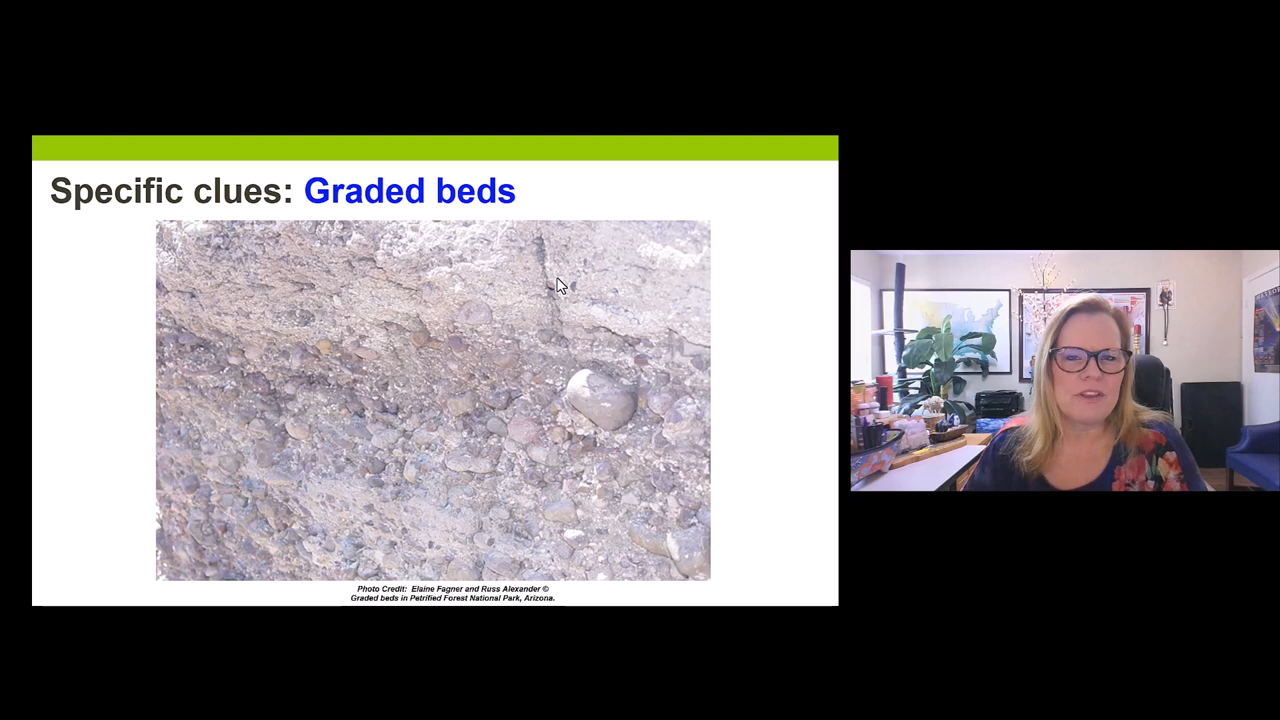 Specific clues: Graded beds
Photo Credit: Elaine Fagner and Russ Alexander ©
Graded beds in Petrified Forest National Park, Arizona.